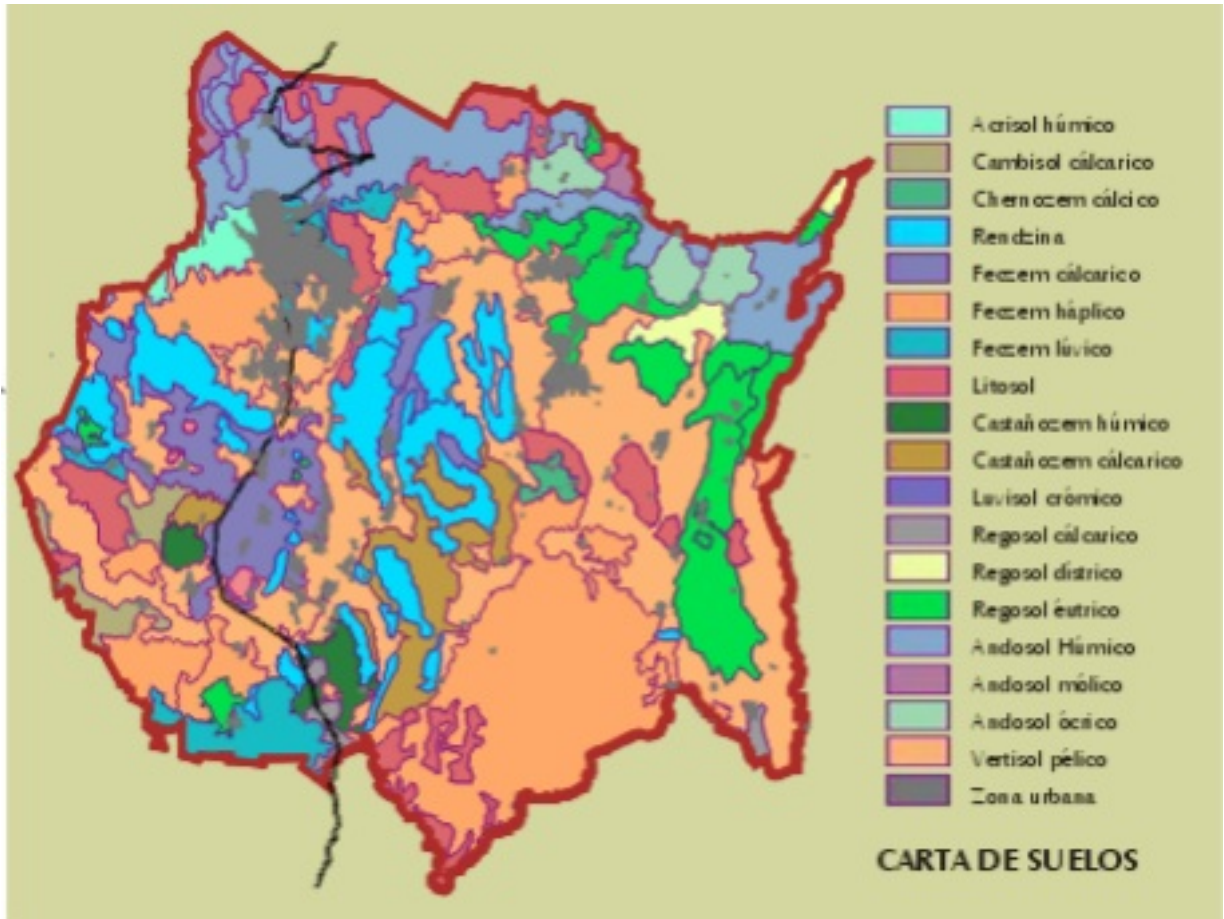 Acrisol húmico
Cambisol cálcarico
Chernozem cálcico
Rendzina
Feozem cálcarico
Feozem háplico
Feozem lúvico
Litosol
Castañozem húmico
Castañozem cálcarico
Luvisol crómico
Regosol cálcarico
Regosol dístrico
Regosol éutrico
Andosol Húmico
Andosol mólico
Andosol ócrico
Vertisol pélico
Zona urbana
CARTA DE SUELOS